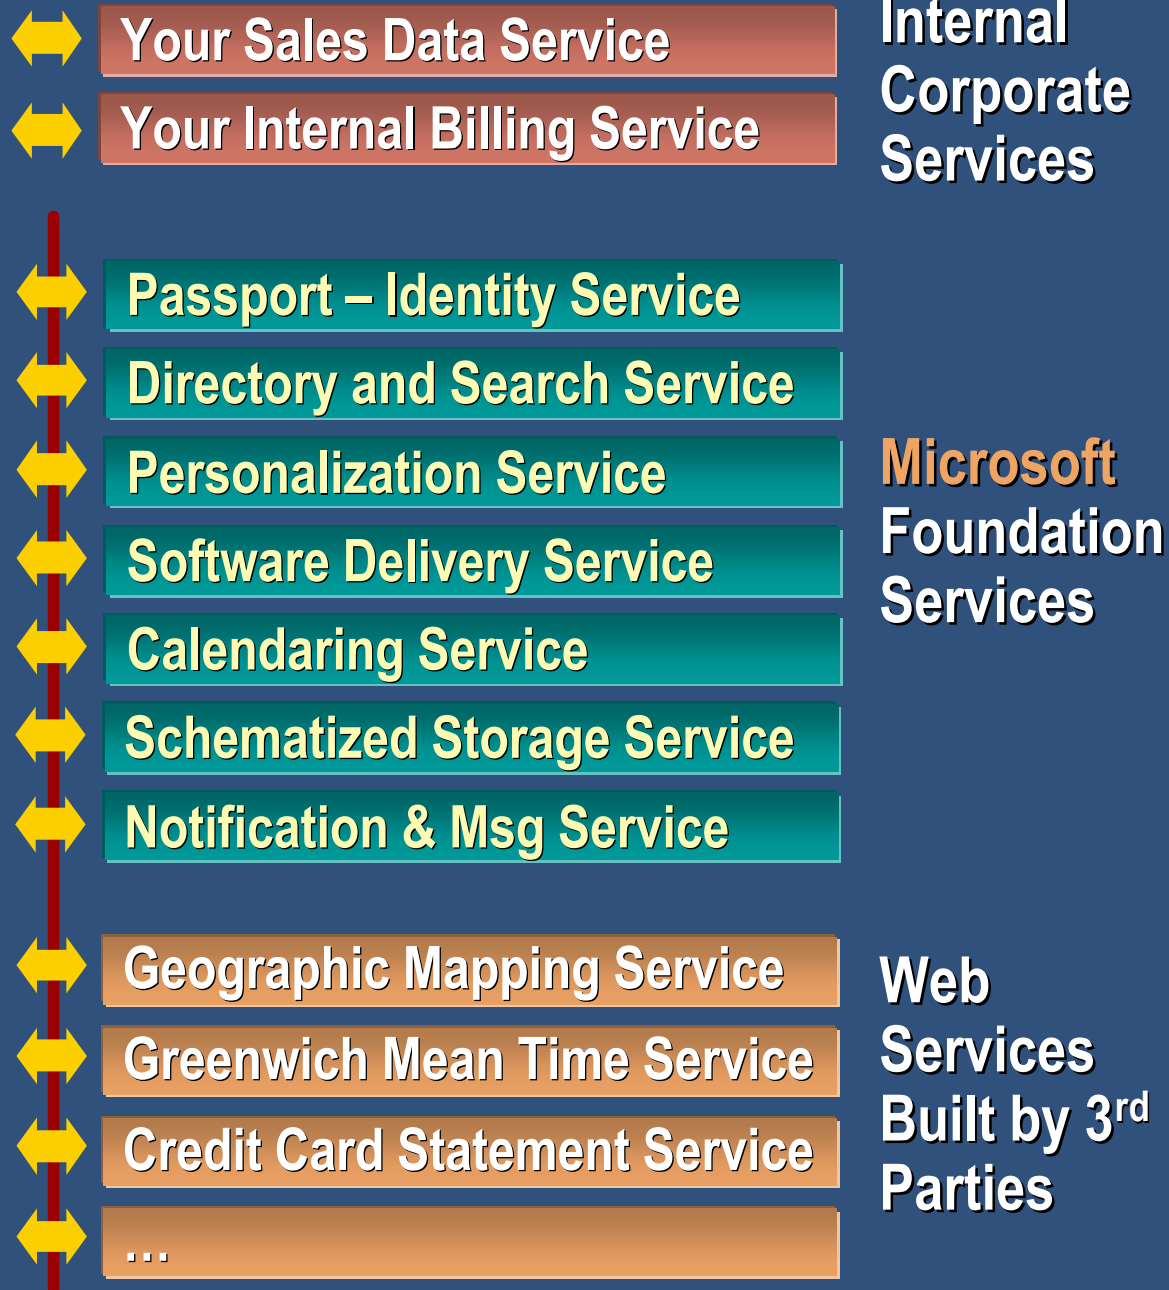 Your Sales Data Service
Your Internal Billing Service
Internal
Corporate
Services
Passport – Identity Service
Directory and Search Service
Personalization Service
Software Delivery Service
Calendaring Service
Schematized Storage Service
Notification & Msg Service
Microsoft
Foundation
Services
Geographic Mapping Service
Greenwich Mean Time Service
Credit Card Statement Service
…
Web
Services
Built by 3rd
Parties